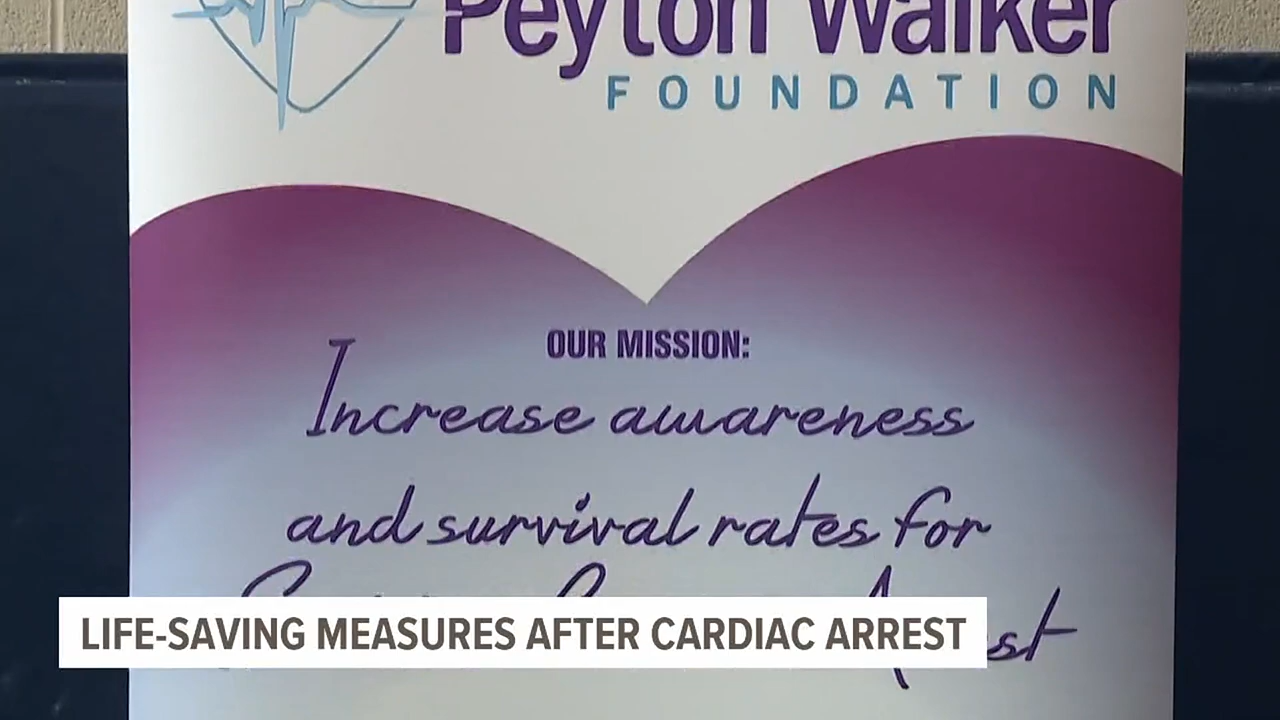 Peyton Walker
FOUNDATION
OUR MISSION:
Increase awareness
and survival rates for
LIFE-SAVING MEASURES AFTER CARDIAC ARREST